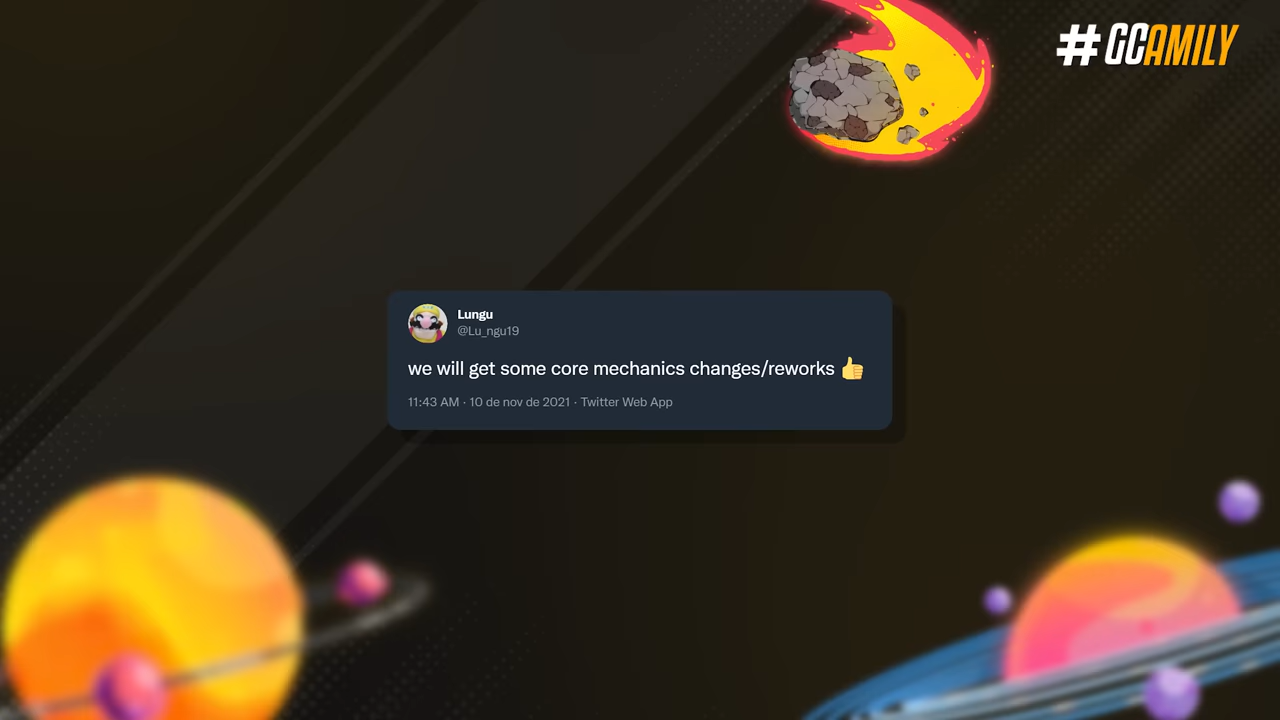 #GCAMILY
Lungu
@Lu_ngu19
we will get some core mechanics changes/reworks 👍
11:43 AM · 10 de nov de 2021 · Twitter Web App